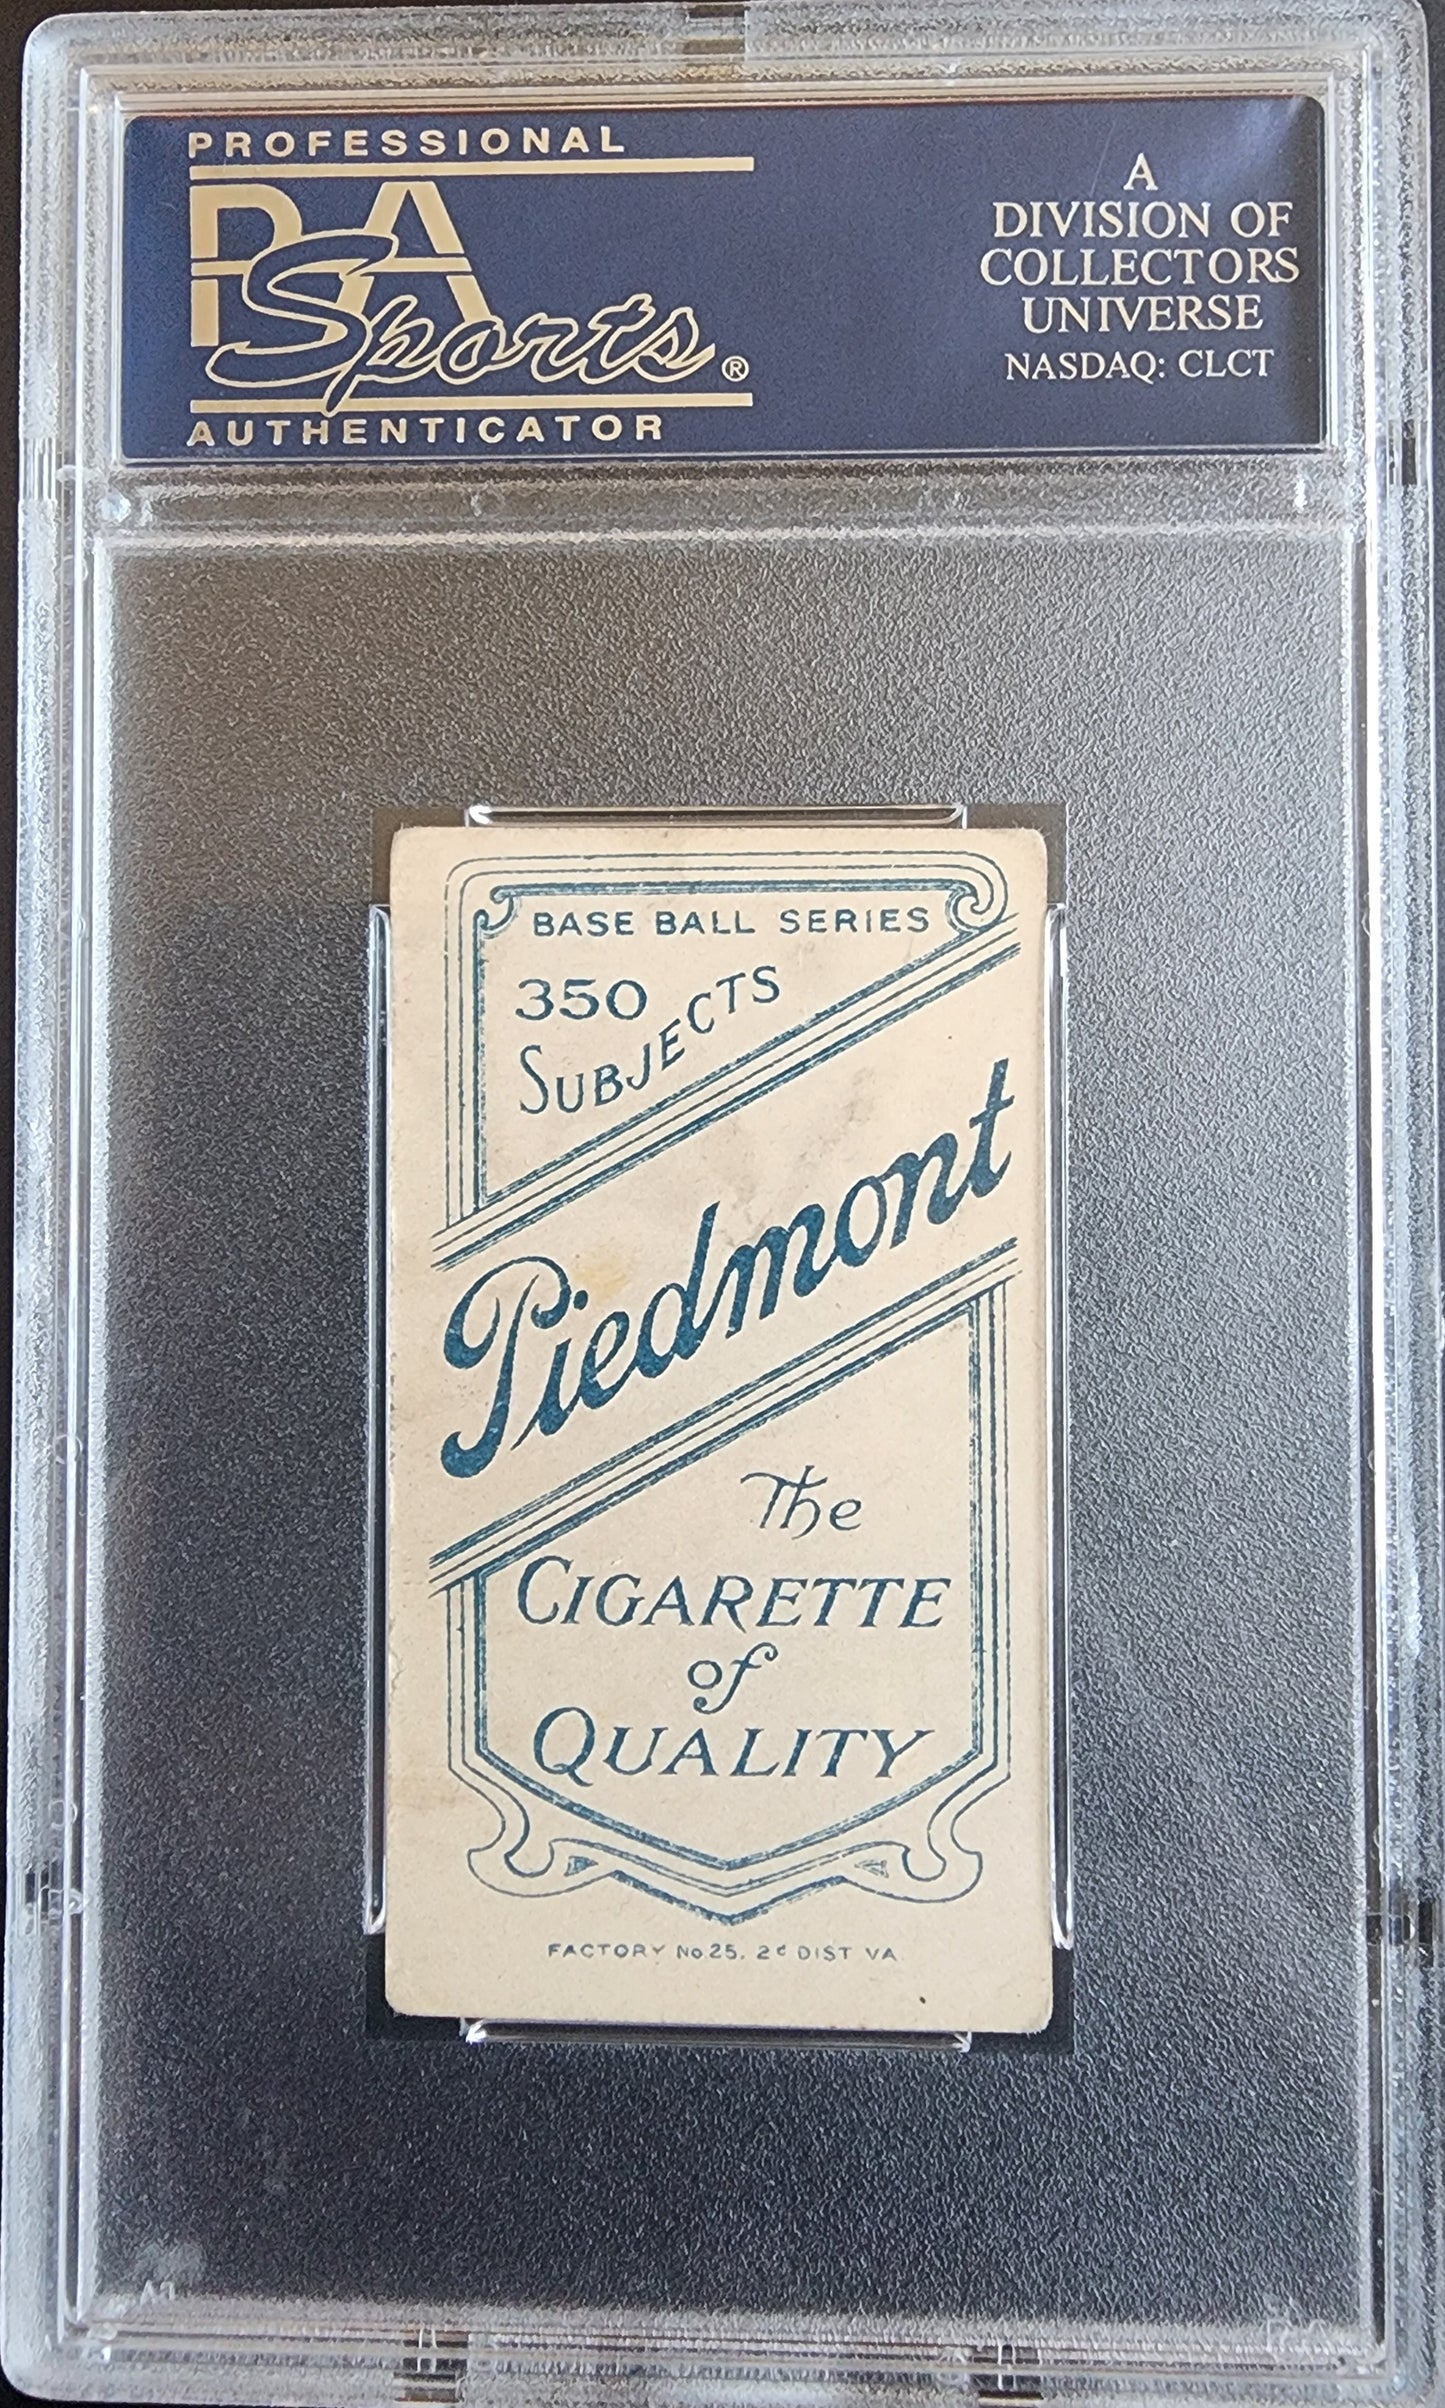 PROFESSIONAL
PSA
Sports®
AUTHENTICATOR
A
DIVISION OF
COLLECTORS
UNIVERSE
NASDAQ: CLCT
BASE BALL SERIES
350
SUBJECTS
Piedmont
The
CIGARETTE
of
QUALITY
FACTORY No 25. 2d DIST VA